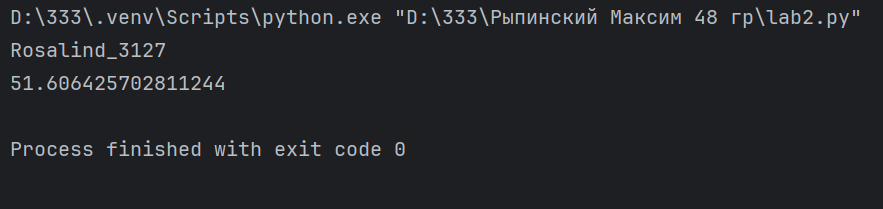 D:\333\.venv\Scripts\python.exe "D:\333\Рыпинский Максим 48 гр\lab2.py"
Rosalind_3127
51.606425702811244
Process finished with exit code 0